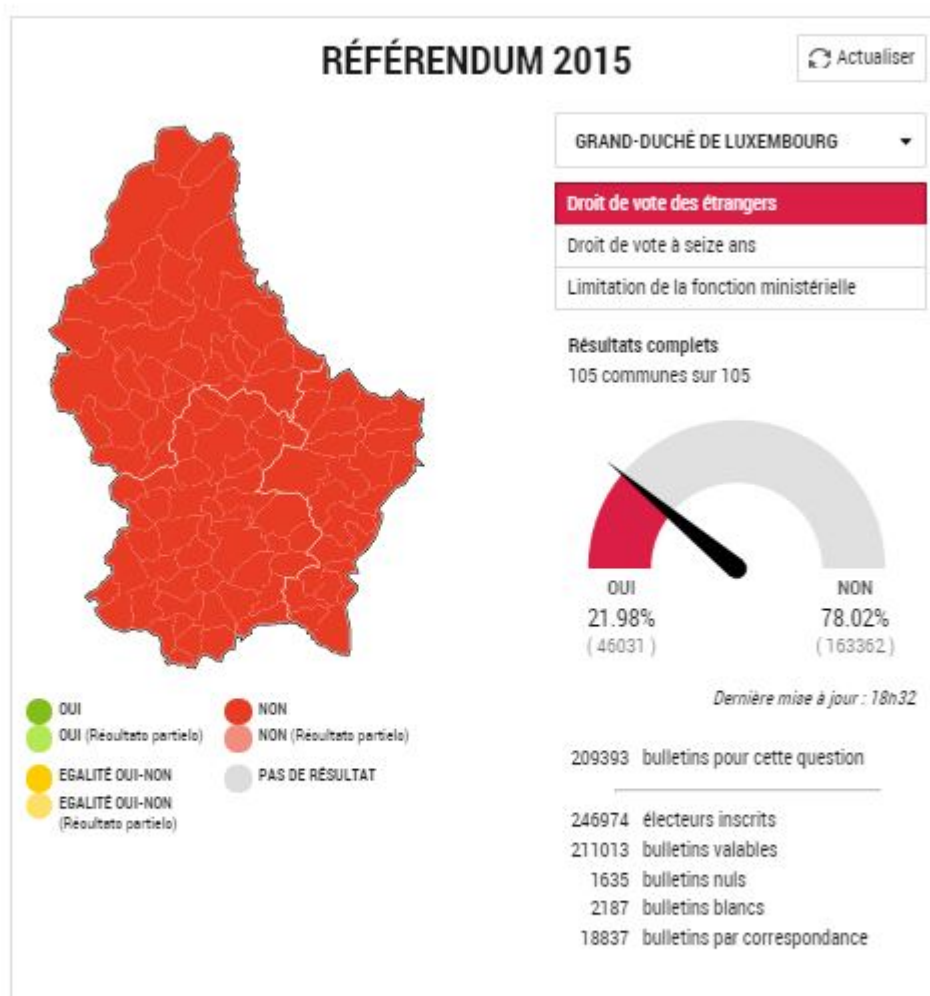 RÉFÉRENDUM 2015
Actualiser
GRAND-DUCHÉ DE LUXEMBOURG
Droit de vote des étrangers
Droit de vote à seize ans
Limitation de la fonction ministérielle
Résultats complets
105 communes sur 105
OUI
21.98%
( 46031 )
NON
78.02%
( 163362 )
Dernière mise à jour : 18h32
OUI
OUI (Résultato partielo)
EGALITÉ OUI-NON
EGALITÉ OUI-NON
(Résultato partielo)
NON
NON (Résultato partielo)
PAS DE RÉSULTAT
209393 bulletins pour cette question
246974 électeurs inscrits
211013 bulletins valables
1635 bulletins nuls
2187 bulletins blancs
18837 bulletins par correspondance